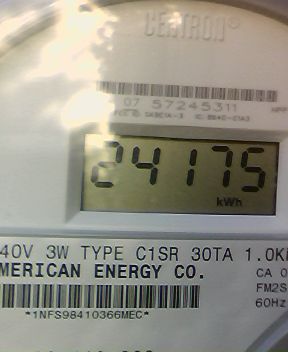 CENTRON®
07 57245311
24175
kWh
40V 3W TYPE C1SR 30TA 1.0K
MERICAN ENERGY CO.
CA 0
FM2S
60Hz
*1NFS98410366MEC*